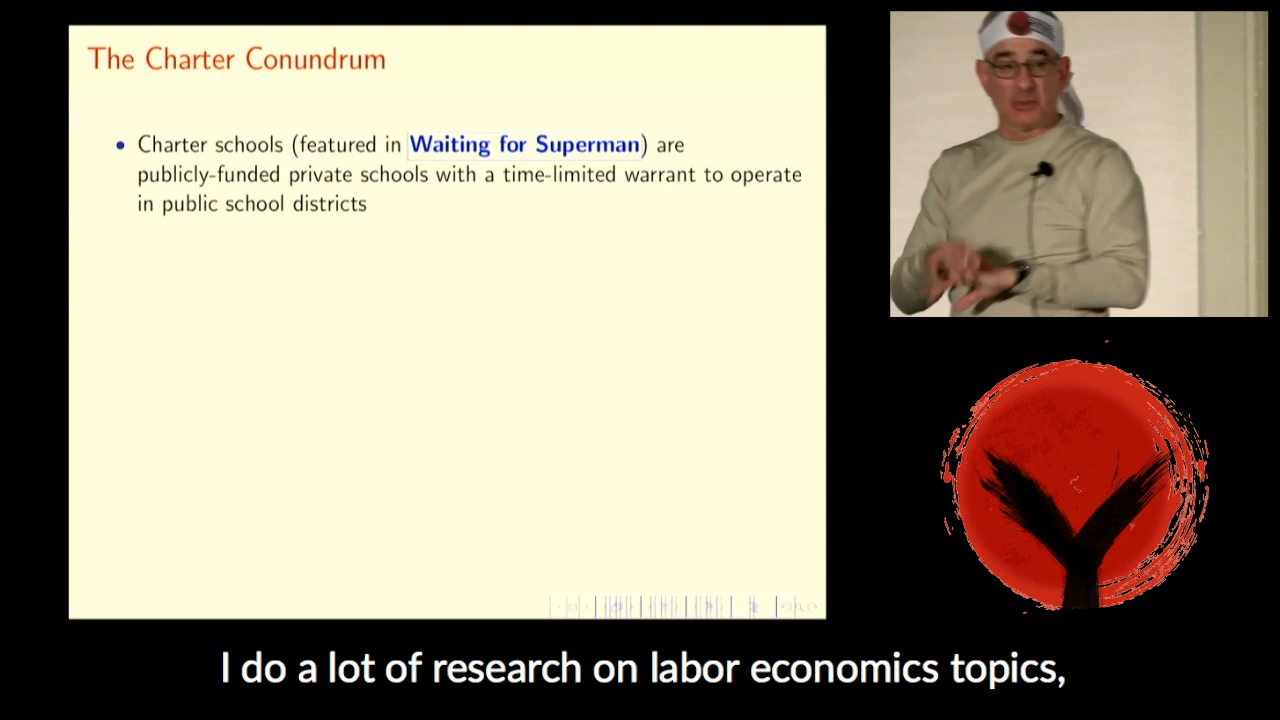 The Charter Conundrum
• Charter schools (featured in Waiting for Superman) are
publicly-funded private schools with a time-limited warrant to operate
in public school districts
I do a lot of research on labor economics topics,